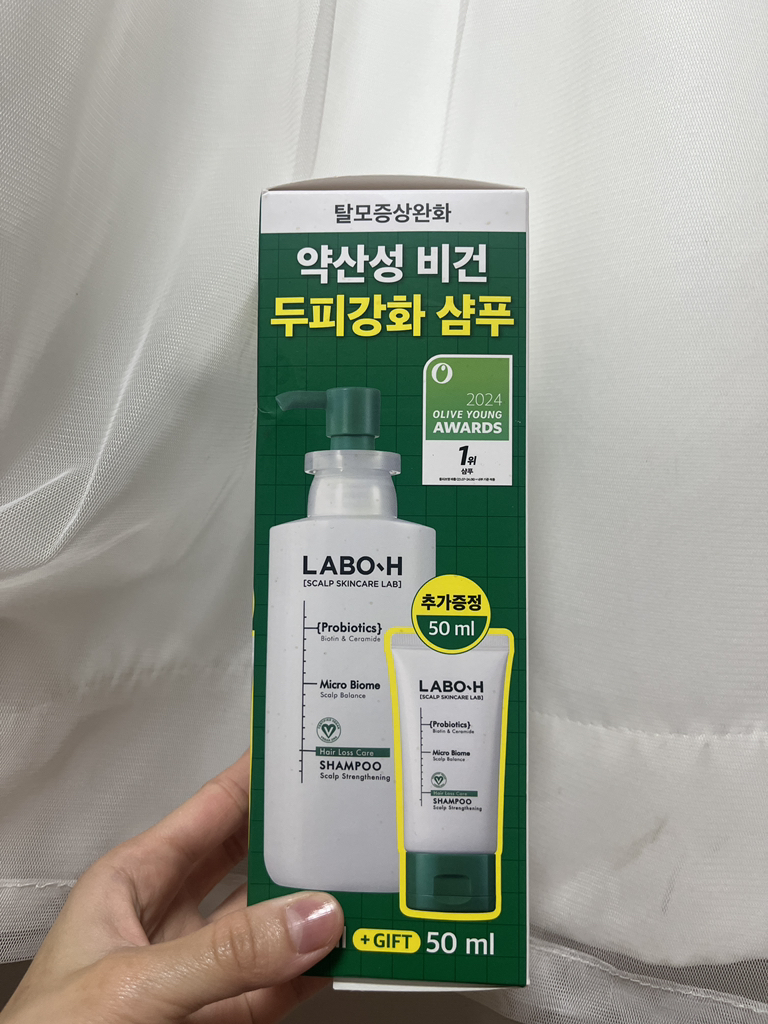 탈모증상완화
약산성 비건
두피강화 샴푸
2024
OLIVE YOUNG
AWARDS
1위
샴푸
LABO-H
[SCALP SKINCARE LAB]
{Probiotics}
Biotin & Ceramide
Micro Biome
Scalp Balance
Hair Loss Care
SHAMPOO
Scalp Strengthening
추가증정
50 ml
LABO-H
[SCALP SKINCARE LAB]
{Probiotics}
Biotin & Ceramide
Micro Biome
Scalp Balance
Hair Loss Care
SHAMPOO
Scalp Strengthening
+GIFT 50 ml